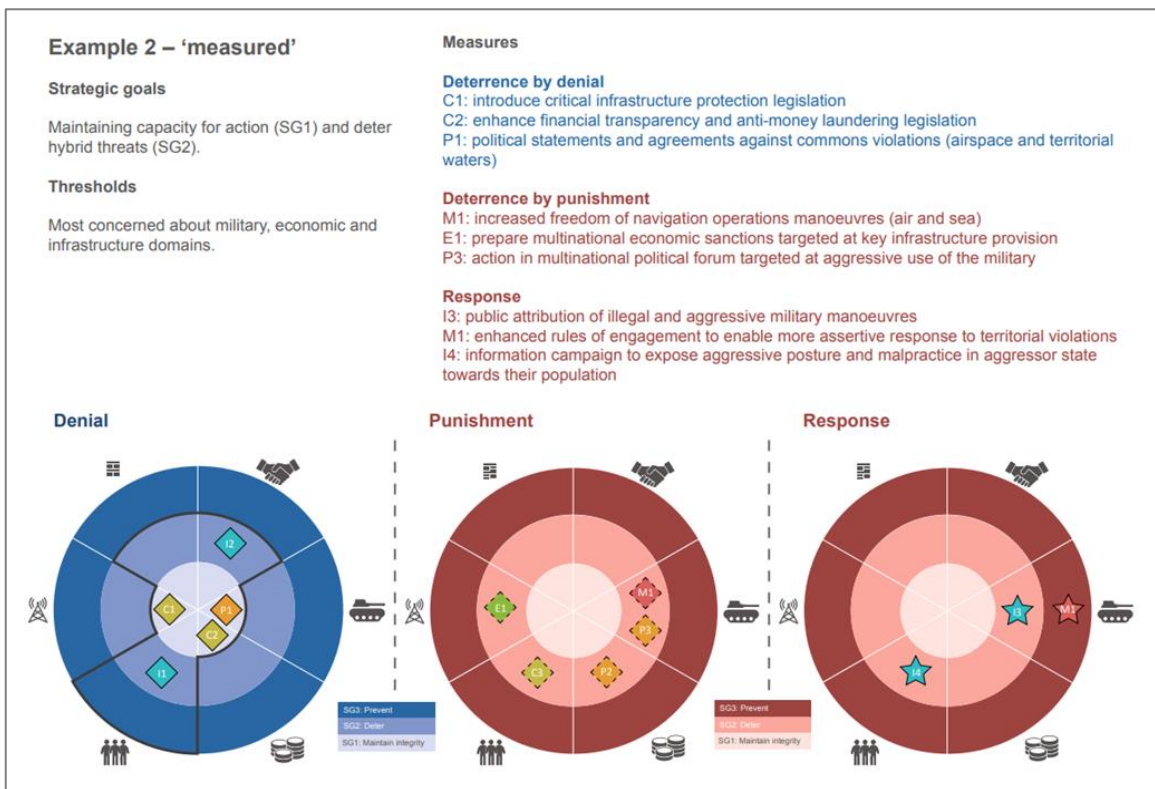 Example 2 – ‘measured’
Strategic goals
Maintaining capacity for action (SG1) and deter
hybrid threats (SG2).
Thresholds
Most concerned about military, economic and
infrastructure domains.
Measures
Deterrence by denial
C1: introduce critical infrastructure protection legislation
C2: enhance financial transparency and anti-money laundering legislation
P1: political statements and agreements against commons violations (airspace and territorial
waters)
Deterrence by punishment
M1: increased freedom of navigation operations manoeuvres (air and sea)
E1: prepare multinational economic sanctions targeted at key infrastructure provision
P3: action in multinational political forum targeted at aggressive use of the military
Response
I3: public attribution of illegal and aggressive military manoeuvres
M1: enhanced rules of engagement to enable more assertive response to territorial violations
I4: information campaign to expose aggressive posture and malpractice in aggressor state
towards their population
Denial
I2
C1
P1
C2
I1
SG3: Prevent
SG2: Deter
SG1: Maintain integrity
Punishment
M1
E1
P3
C3
P2
SG3: Prevent
SG2: Deter
SG1: Maintain integrity
Response
I3
M1
I4